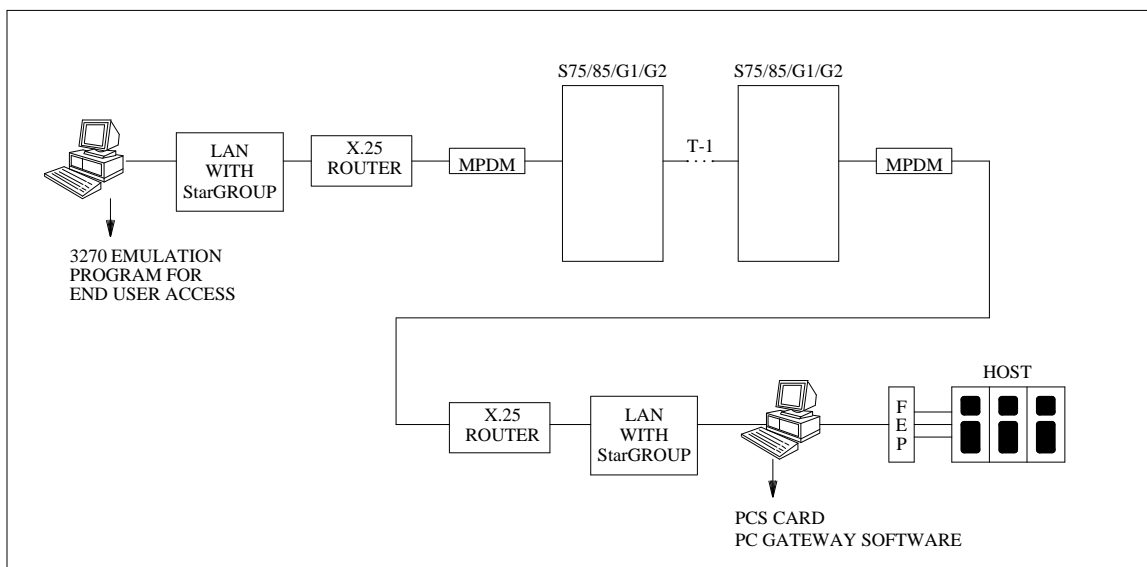 S75/85/G1/G2
S75/85/G1/G2
LAN
WITH
StarGROUP
X.25
ROUTER
MPDM
T-1
MPDM
3270 EMULATION
PROGRAM FOR
END USER ACCESS
X.25
ROUTER
LAN
WITH
StarGROUP
F
E
P
HOST
PCS CARD
PC GATEWAY SOFTWARE